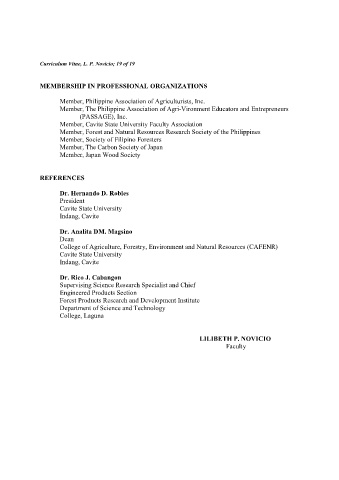 Curriculum Vitae, L. P. Novicio; 19 of 19
MEMBERSHIP IN PROFESSIONAL ORGANIZATIONS
Member, Philippine Association of Agriculturists, Inc.
Member, The Philippine Association of Agri-Vironment Educators and Entrepreneurs
(PASSAGE), Inc.
Member, Cavite State University Faculty Association
Member, Forest and Natural Resources Research Society of the Philippines
Member, Society of Filipino Foresters
Member, The Carbon Society of Japan
Member, Japan Wood Society
REFERENCES
Dr. Hernando D. Robles
President
Cavite State University
Indang, Cavite
Dr. Analita DM. Magsino
Dean
College of Agriculture, Forestry, Environment and Natural Resources (CAFENR)
Cavite State University
Indang, Cavite
Dr. Rico J. Cabangon
Supervising Science Research Specialist and Chief
Engineered Products Section
Forest Products Research and Development Institute
Department of Science and Technology
College, Laguna
LILIBETH P. NOVICIO
Faculty